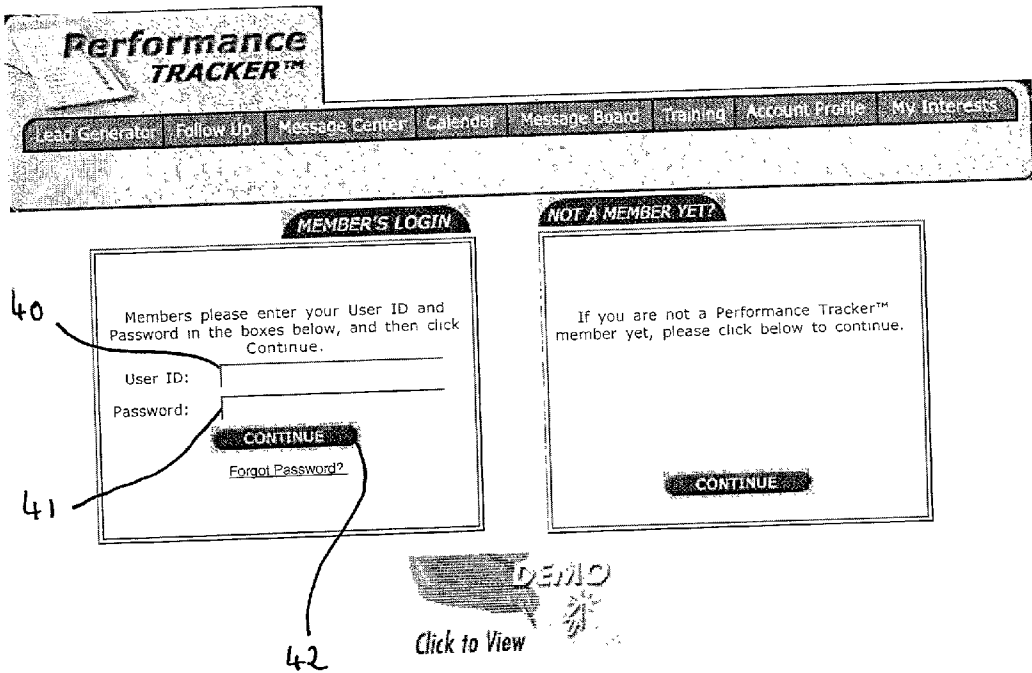 Performance
TRACKER™
Lead Generator Follow Up Message Center Calendar Message Board Training Account Profile My Interests
MEMBER'S LOGIN
Members please enter your User ID and
Password in the boxes below, and then click
Continue.
User ID:
Password:
CONTINUE
Forgot Password?
NOT A MEMBER YET?
If you are not a Performance Tracker™
member yet, please click below to continue.
CONTINUE
40
41
42
DEMO
Click to View